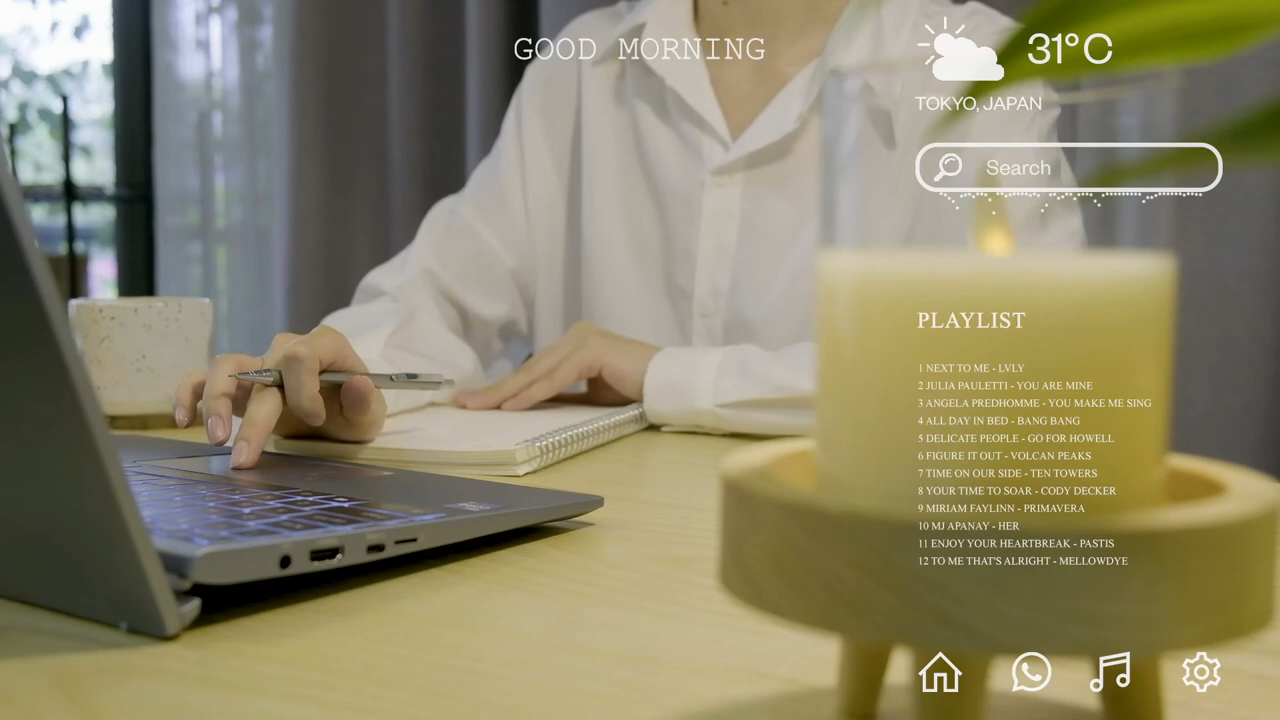 GOOD MORNING
31°C
TOKYO, JAPAN
Search
PLAYLIST
1 NEXT TO ME - LVLY
2 JULIA PAULETTI - YOU ARE MINE
3 ANGELA PREDHOMME - YOU MAKE ME SING
4 ALL DAY IN BED - BANG BANG
5 DELICATE PEOPLE - GO FOR HOWELL
6 FIGURE IT OUT - VOLCAN PEAKS
7 TIME ON OUR SIDE - TEN TOWERS
8 YOUR TIME TO SOAR - CODY DECKER
9 MIRIAM FAYLINN - PRIMAVERA
10 MJ APANAY - HER
11 ENJOY YOUR HEARTBREAK - PASTIS
12 TO ME THAT'S ALRIGHT - MELLOWDYE